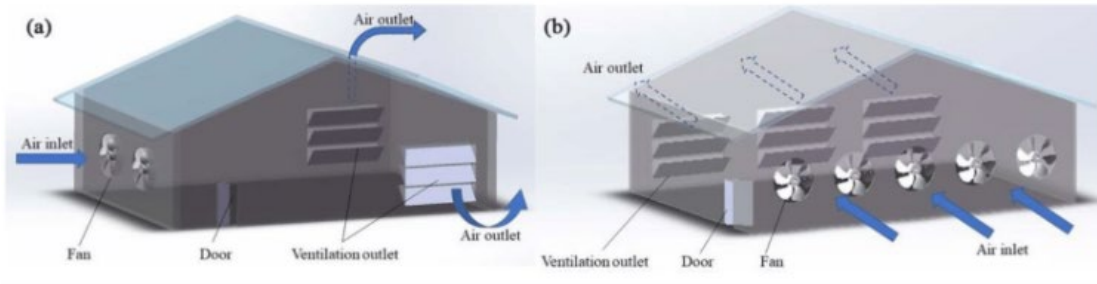 (a)
Air outlet
Air inlet
Fan
Door
Ventilation outlet
Air outlet
(b)
Air outlet
Ventilation outlet
Door
Fan
Air inlet